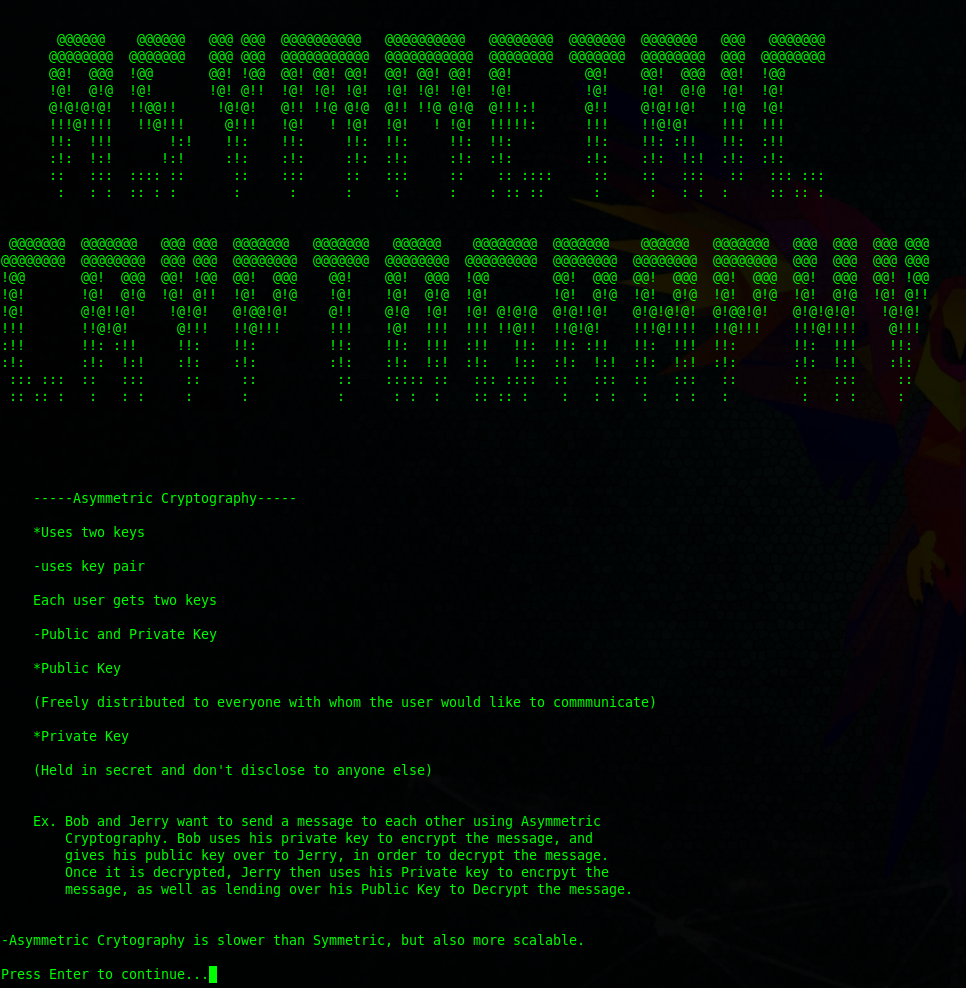 ASYMMETRIC
CRYPTOGRAPHY
-----Asymmetric Cryptography-----
*Uses two keys
-uses key pair
Each user gets two keys
-Public and Private Key
*Public Key
(Freely distributed to everyone with whom the user would like to commmunicate)
*Private Key
(Held in secret and don't disclose to anyone else)
Ex. Bob and Jerry want to send a message to each other using Asymmetric
Cryptography. Bob uses his private key to encrypt the message, and
gives his public key over to Jerry, in order to decrypt the message.
Once it is decrypted, Jerry then uses his Private key to encrpyt the
message, as well as lending over his Public Key to Decrypt the message.
-Asymmetric Crytography is slower than Symmetric, but also more scalable.
Press Enter to continue...